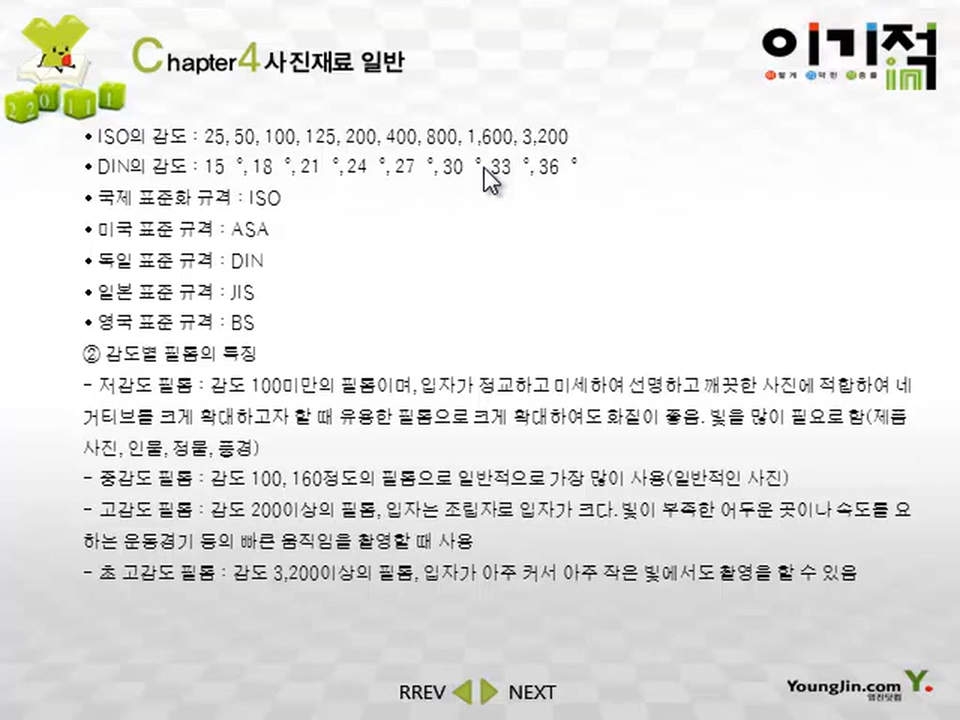 Chapter4 사진재료 일반
이기적in
2011
• ISO의 감도 : 25, 50, 100, 125, 200, 400, 800, 1,600, 3,200
• DIN의 감도 : 15 °, 18 °, 21 °, 24 °, 27 °, 30 °, 33 °, 36 °
• 국제 표준화 규격 : ISO
• 미국 표준 규격 : ASA
• 독일 표준 규격 : DIN
• 일본 표준 규격 : JIS
• 영국 표준 규격 : BS
② 감도별 필름의 특징
- 저감도 필름 : 감도 100미만의 필름이며, 입자가 정교하고 미세하여 선명하고 깨끗한 사진에 적합하여 네
거티브를 크게 확대하고자 할 때 유용한 필름으로 크게 확대하여도 화질이 좋음. 빛을 많이 필요로 함(제품
사진, 인물, 정물, 풍경)
- 중감도 필름 : 감도 100, 160정도의 필름으로 일반적으로 가장 많이 사용(일반적인 사진)
- 고감도 필름 : 감도 200이상의 필름, 입자는 조립자로 입자가 크다. 빛이 부족한 어두운 곳이나 속도를 요
하는 운동경기 등의 빠른 움직임을 촬영할 때 사용
- 초 고감도 필름 : 감도 3,200이상의 필름, 입자가 아주 커서 아주 작은 빛에서도 촬영을 할 수 있음
RREV NEXT
YoungJin.com Y.
영진닷컴